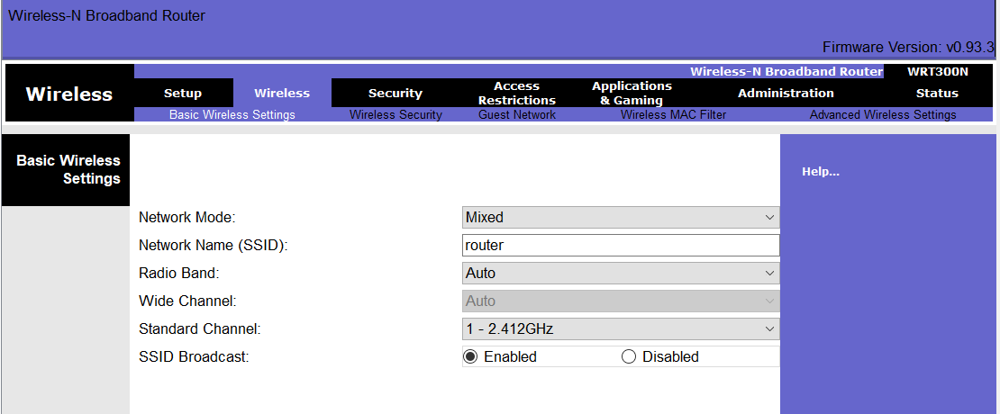 Wireless-N Broadband Router
Firmware Version: v0.93.3
Wireless-N Broadband Router WRT300N
Wireless
Setup Wireless Security Access Restrictions Applications & Gaming Administration Status
Basic Wireless Settings Wireless Security Guest Network Wireless MAC Filter Advanced Wireless Settings
Basic Wireless
Settings
Help...
Network Mode: Mixed
Network Name (SSID): router
Radio Band: Auto
Wide Channel: Auto
Standard Channel: 1 - 2.412GHz
SSID Broadcast: Enabled Disabled